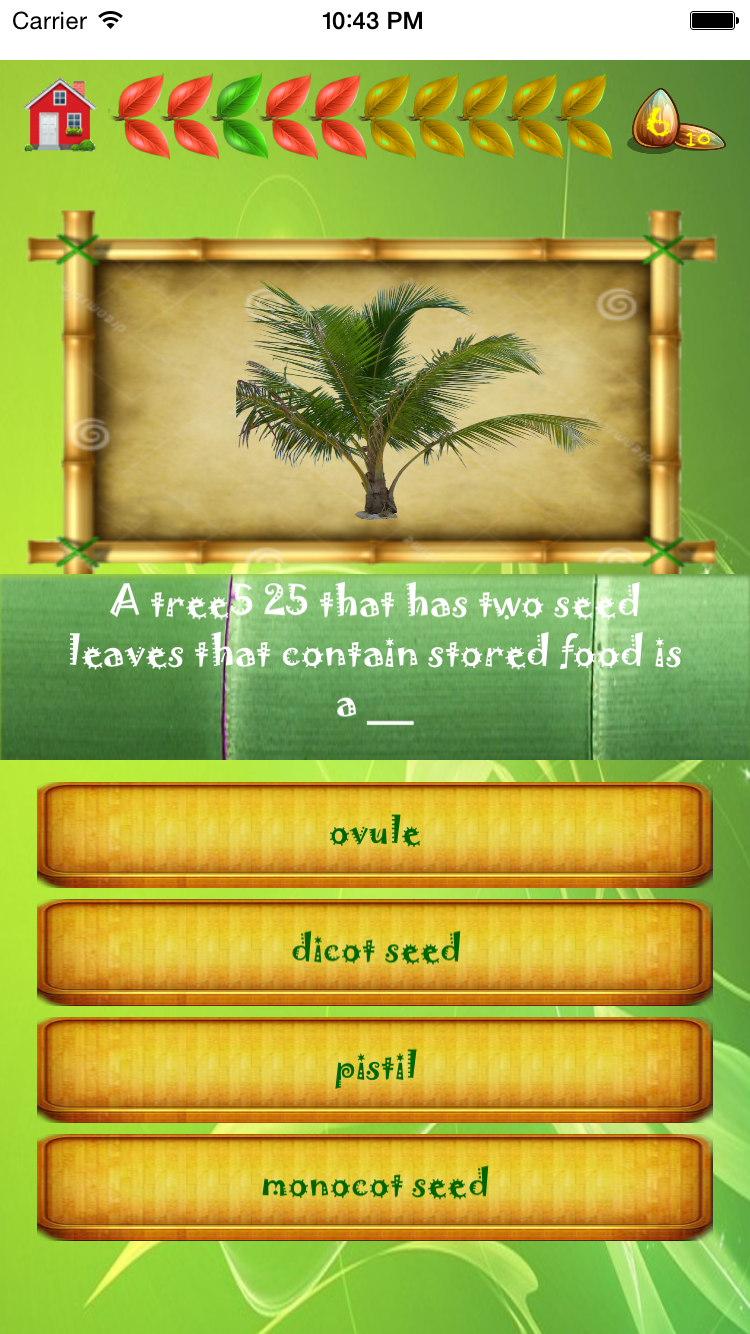 Carrier 10:43 PM
6
10
A tree5 25 that has two seed
leaves that contain stored food is
a ___
ovule
dicot seed
pistil
monocot seed